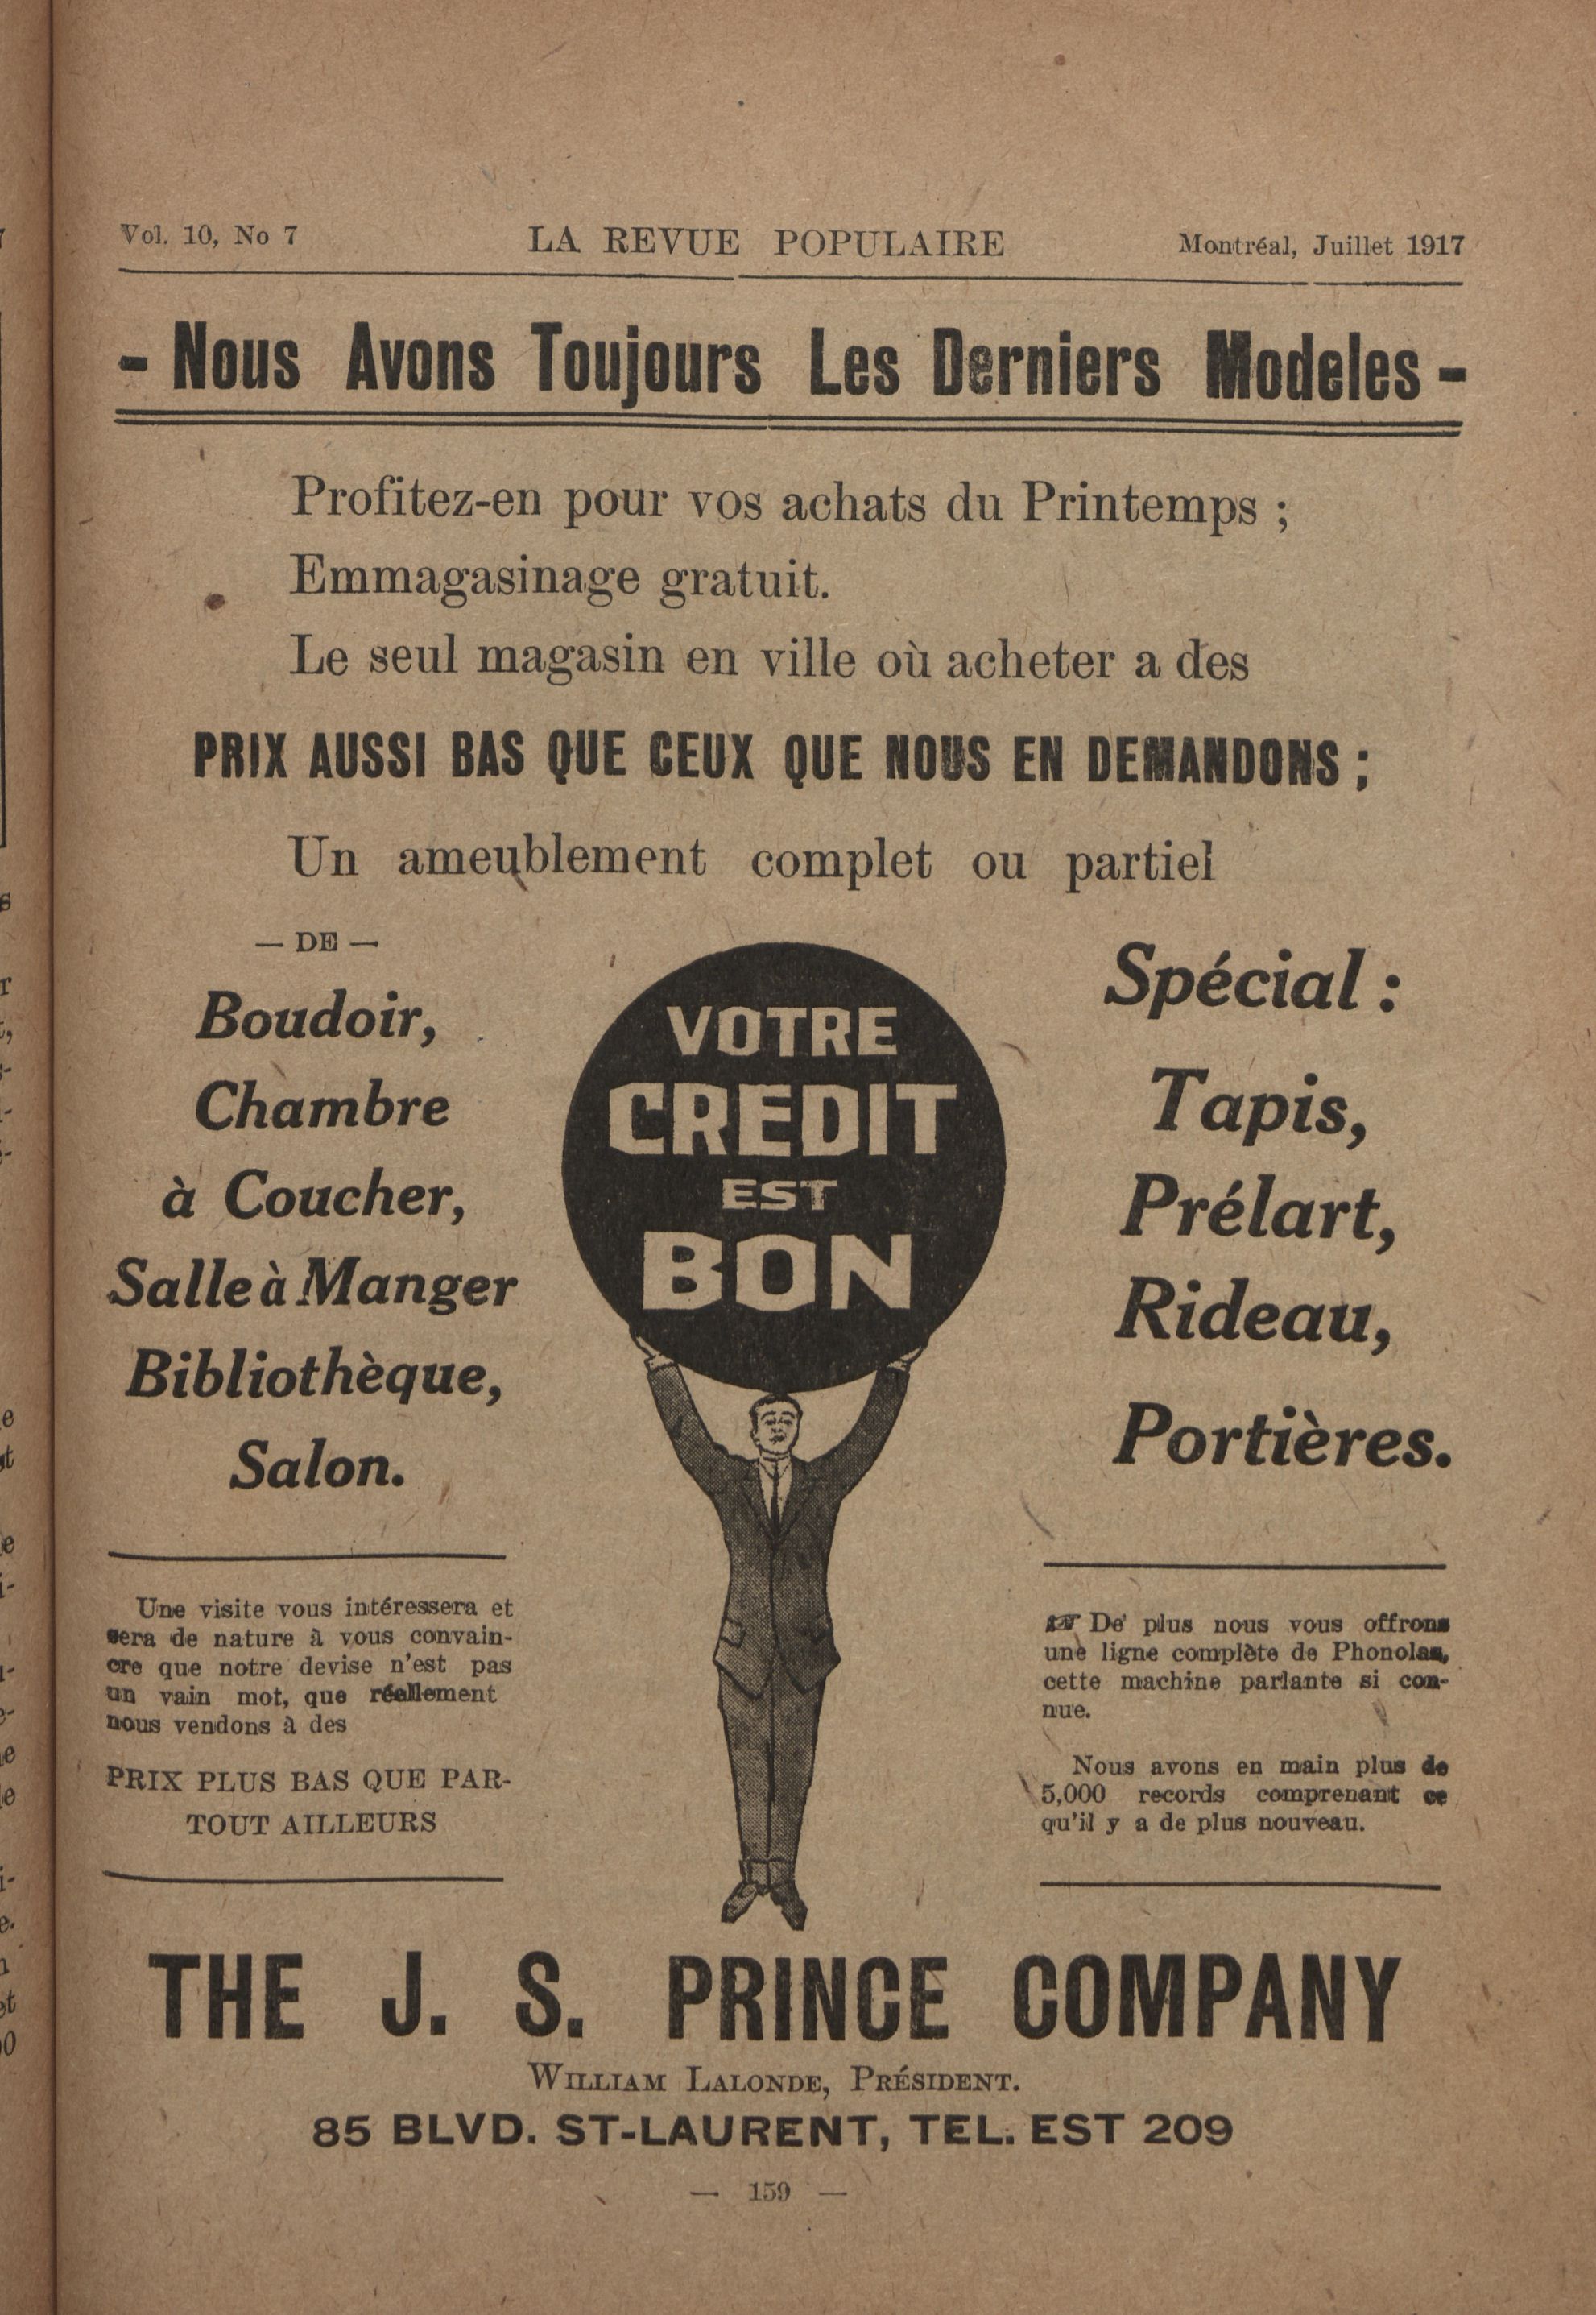 Vol. 10, No 7 LA REVUE POPULAIRE Montréal, Juillet 1917
- Nous Avons Toujours Les Derniers Modeles -
Profitez-en pour vos achats du Printemps ;
Emmagasinage gratuit.
Le seul magasin en ville où acheter a des
PRIX AUSSI BAS QUE CEUX QUE NOUS EN DEMANDONS ;
Un ameublement complet ou partiel
— DE —
Boudoir,
Chambre
à Coucher,
Salle à Manger
Bibliothèque,
Salon.
VOTRE
CREDIT
EST
BON
Spécial :
Tapis,
Prélart,
Rideau,
Portières.
Une visite vous intéressera et
sera de nature à vous convain-
cre que notre devise n'est pas
un vain mot, que réellement
nous vendons à des
PRIX PLUS BAS QUE PAR-
TOUT AILLEURS
☞ De plus nous vous offrons
une ligne complète de Phonolas,
cette machine parlante si con-
nue.
Nous avons en main plus de
5,000 records comprenant ce
qu'il y a de plus nouveau.
THE J. S. PRINCE COMPANY
WILLIAM LALONDE, PRÉSIDENT.
85 BLVD. ST-LAURENT, TEL. EST 209
— 159 —